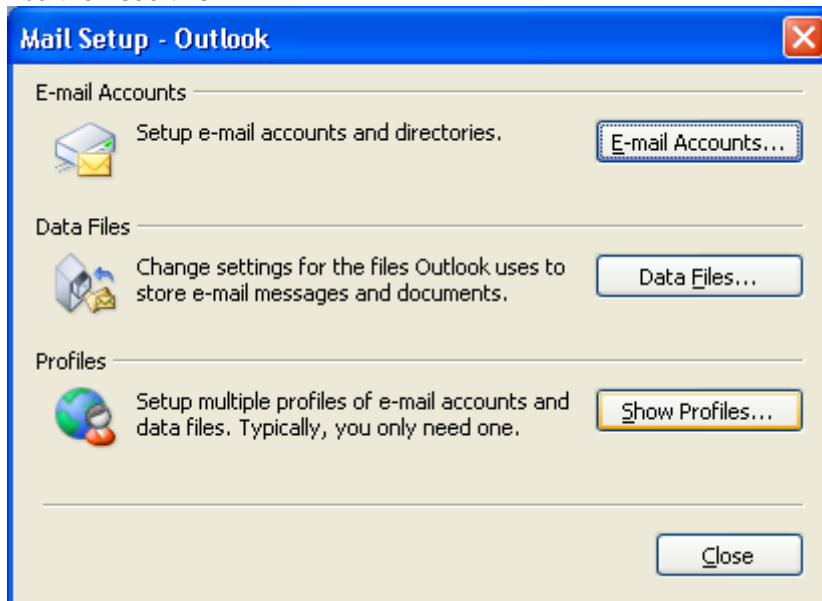 Mail Setup - Outlook
E-mail Accounts
Setup e-mail accounts and directories.
E-mail Accounts...
Data Files
Change settings for the files Outlook uses to
store e-mail messages and documents.
Data Files...
Profiles
Setup multiple profiles of e-mail accounts and
data files. Typically, you only need one.
Show Profiles...
Close